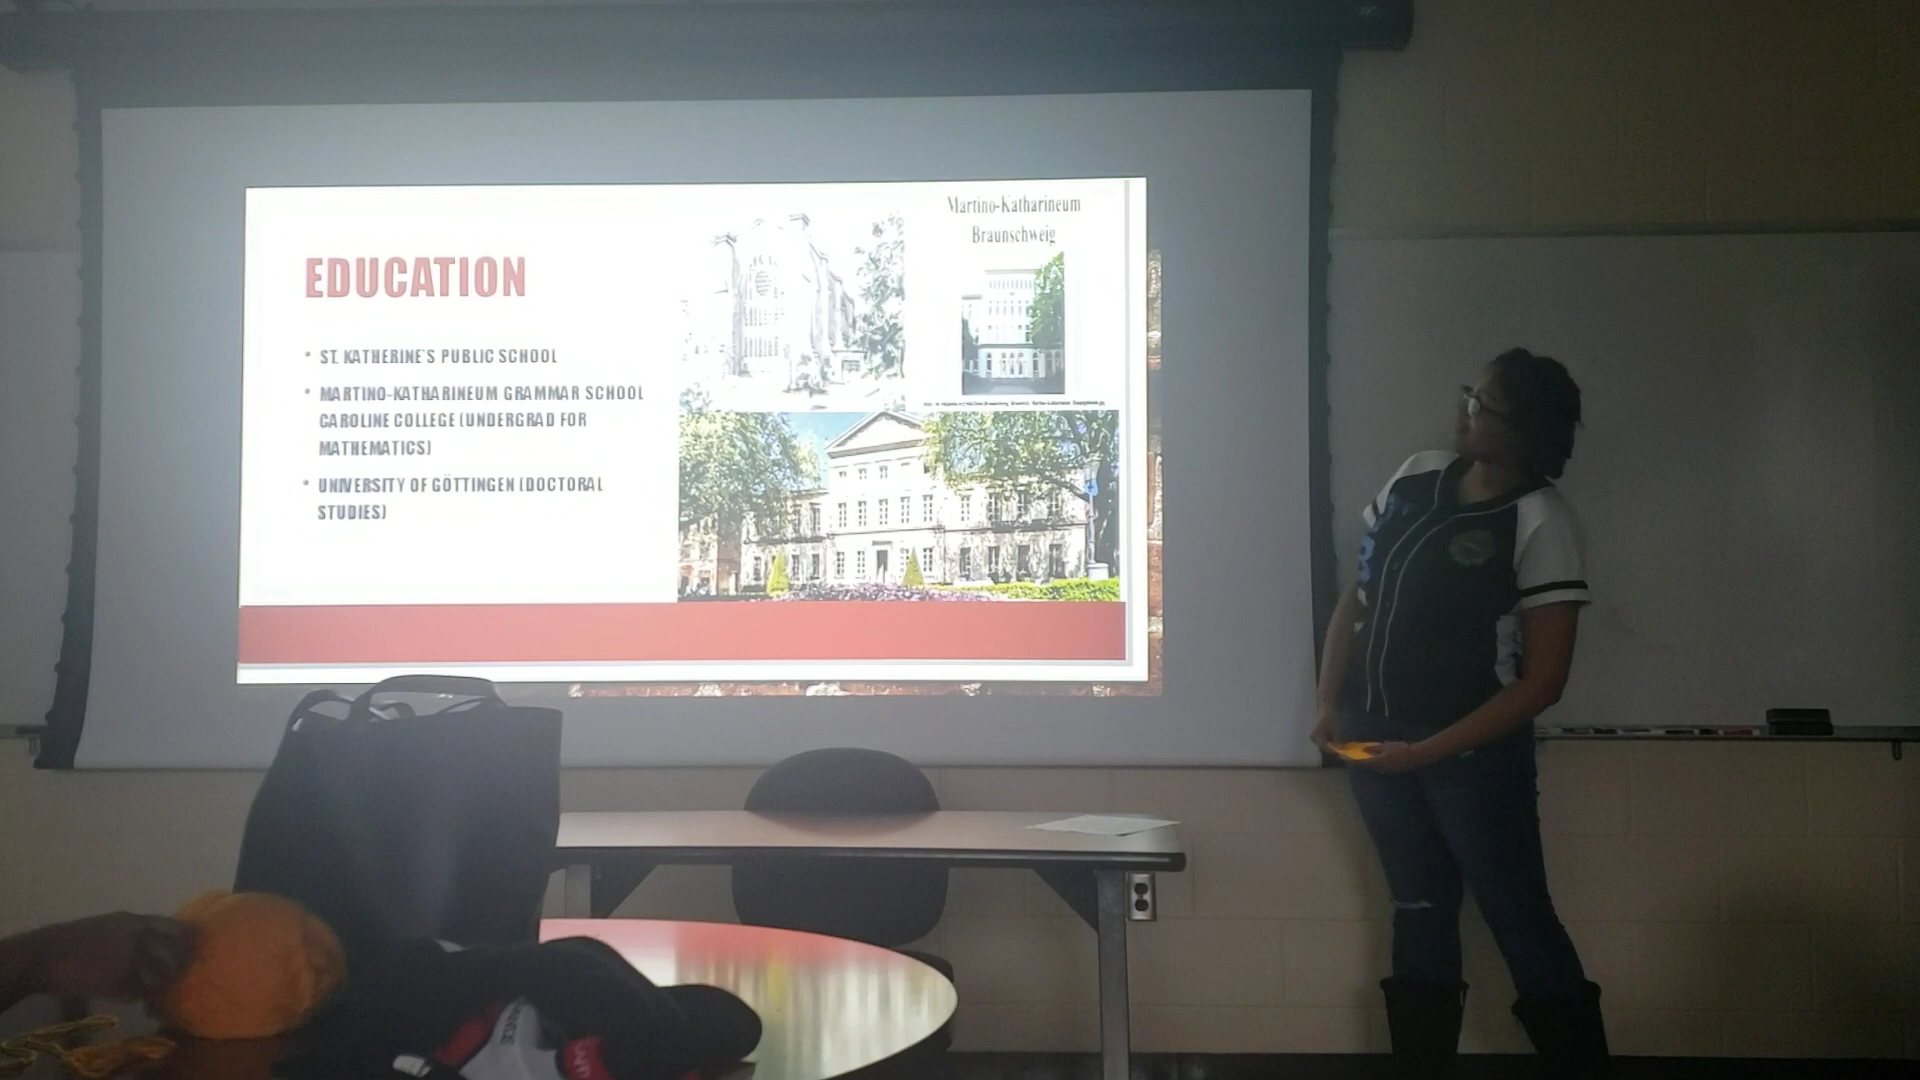 EDUCATION
• ST. KATHERINE'S PUBLIC SCHOOL
• MARTINO-KATHARINEUM GRAMMAR SCHOOL
CAROLINE COLLEGE (UNDERGRAD FOR
MATHEMATICS)
• UNIVERSITY OF GÖTTINGEN (DOCTORAL
STUDIES)
Martino-Katharineum
Braunschweig